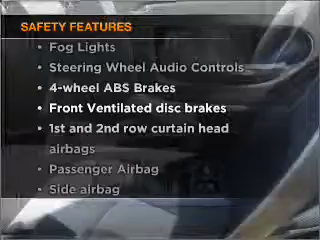 SAFETY FEATURES
• Fog Lights
• Steering Wheel Audio Controls
• 4-wheel ABS Brakes
• Front Ventilated disc brakes
• 1st and 2nd row curtain head
airbags
• Passenger Airbag
• Side airbag